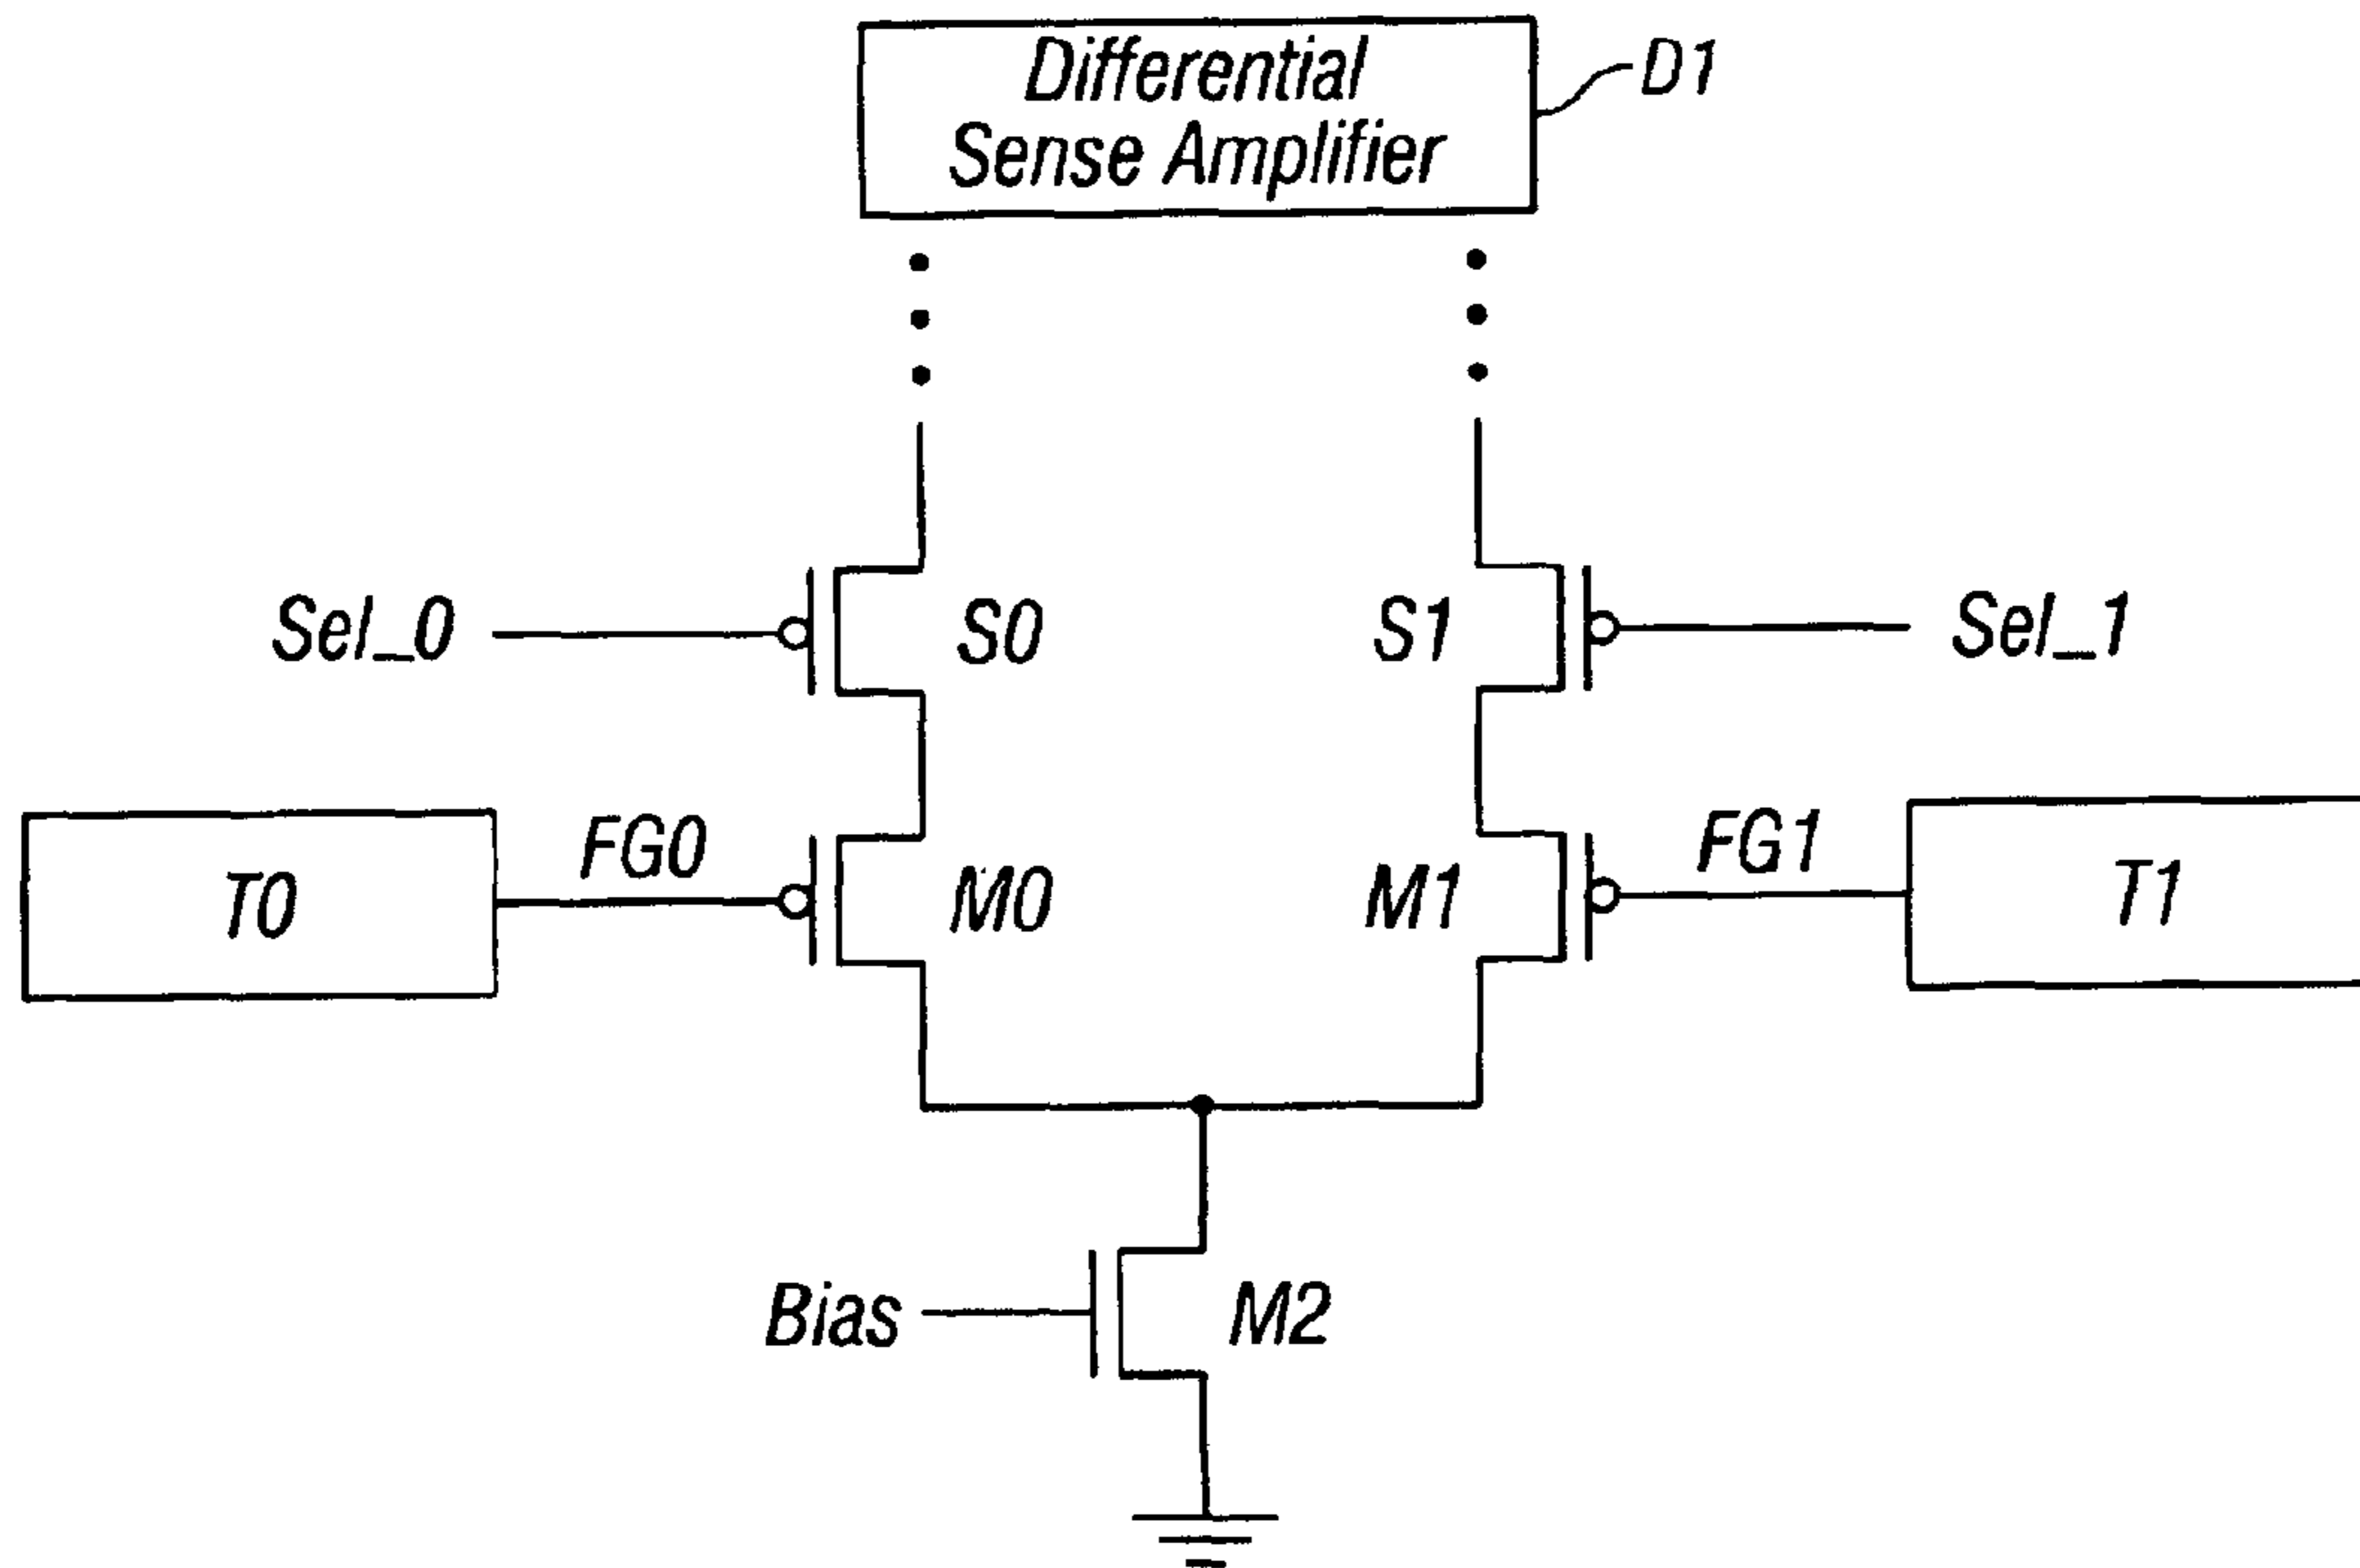 Differential
Sense Amplifier
D1
Sel_0
S0
S1
Sel_1
T0
FG0
M0
M1
FG1
T1
Bias
M2